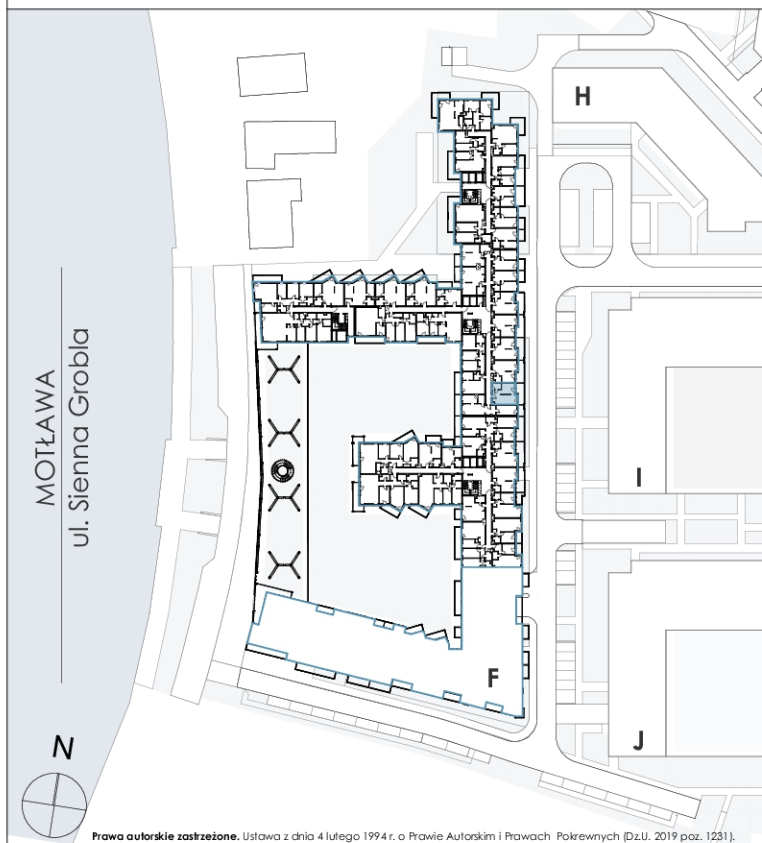 H
MOTŁAWA
ul. Sienna Grobla
I
F
J
N
Prawa autorskie zastrzeżone. Ustawa z dnia 4 lutego 1994 r. o Prawie Autorskim i Prawach Pokrewnych (Dz.U. 2019 poz. 1231).